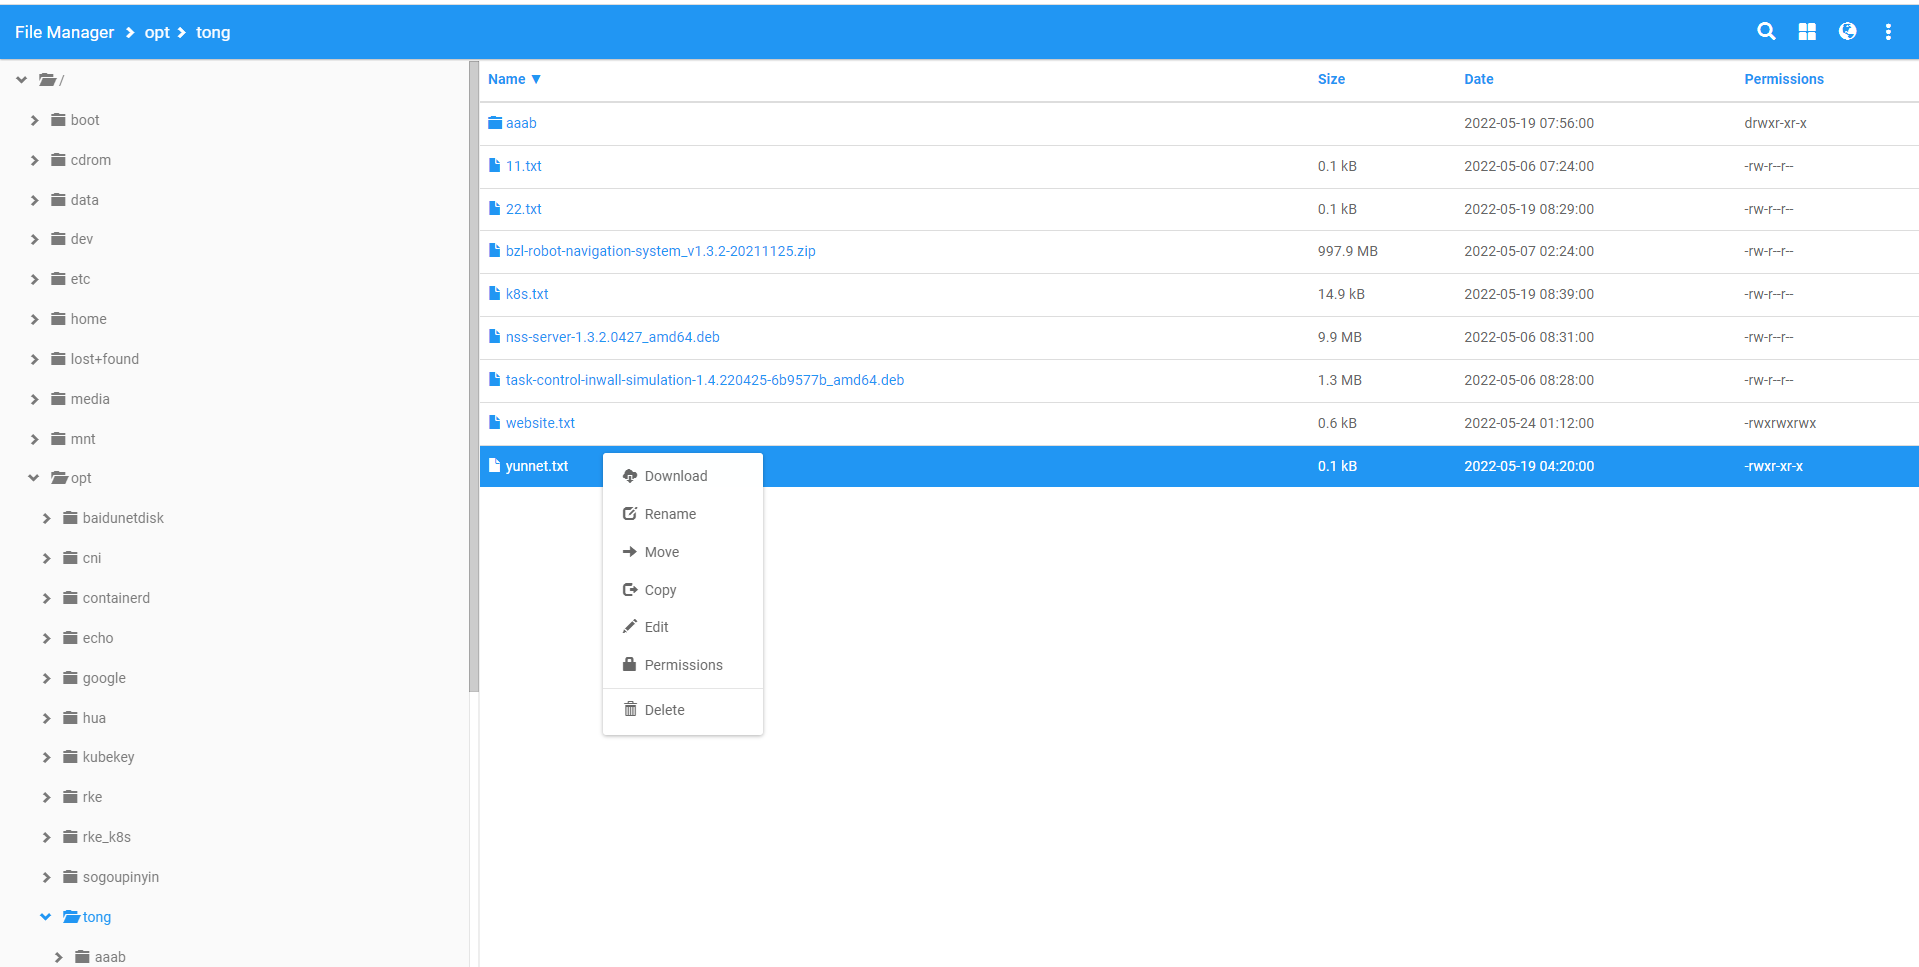 File Manager > opt > tong
/
boot
cdrom
data
dev
etc
home
lost+found
media
mnt
opt
baidunetdisk
cni
containerd
echo
google
hua
kubekey
rke
rke_k8s
sogoupinyin
tong
aaab
Name ▼ Size Date Permissions
aaab 2022-05-19 07:56:00 drwxr-xr-x
11.txt 0.1 kB 2022-05-06 07:24:00 -rw-r--r--
22.txt 0.1 kB 2022-05-19 08:29:00 -rw-r--r--
bzl-robot-navigation-system_v1.3.2-20211125.zip 997.9 MB 2022-05-07 02:24:00 -rw-r--r--
k8s.txt 14.9 kB 2022-05-19 08:39:00 -rw-r--r--
nss-server-1.3.2.0427_amd64.deb 9.9 MB 2022-05-06 08:31:00 -rw-r--r--
task-control-inwall-simulation-1.4.220425-6b9577b_amd64.deb 1.3 MB 2022-05-06 08:28:00 -rw-r--r--
website.txt 0.6 kB 2022-05-24 01:12:00 -rwxrwxrwx
yunnet.txt 0.1 kB 2022-05-19 04:20:00 -rwxr-xr-x
Download
Rename
Move
Copy
Edit
Permissions
Delete